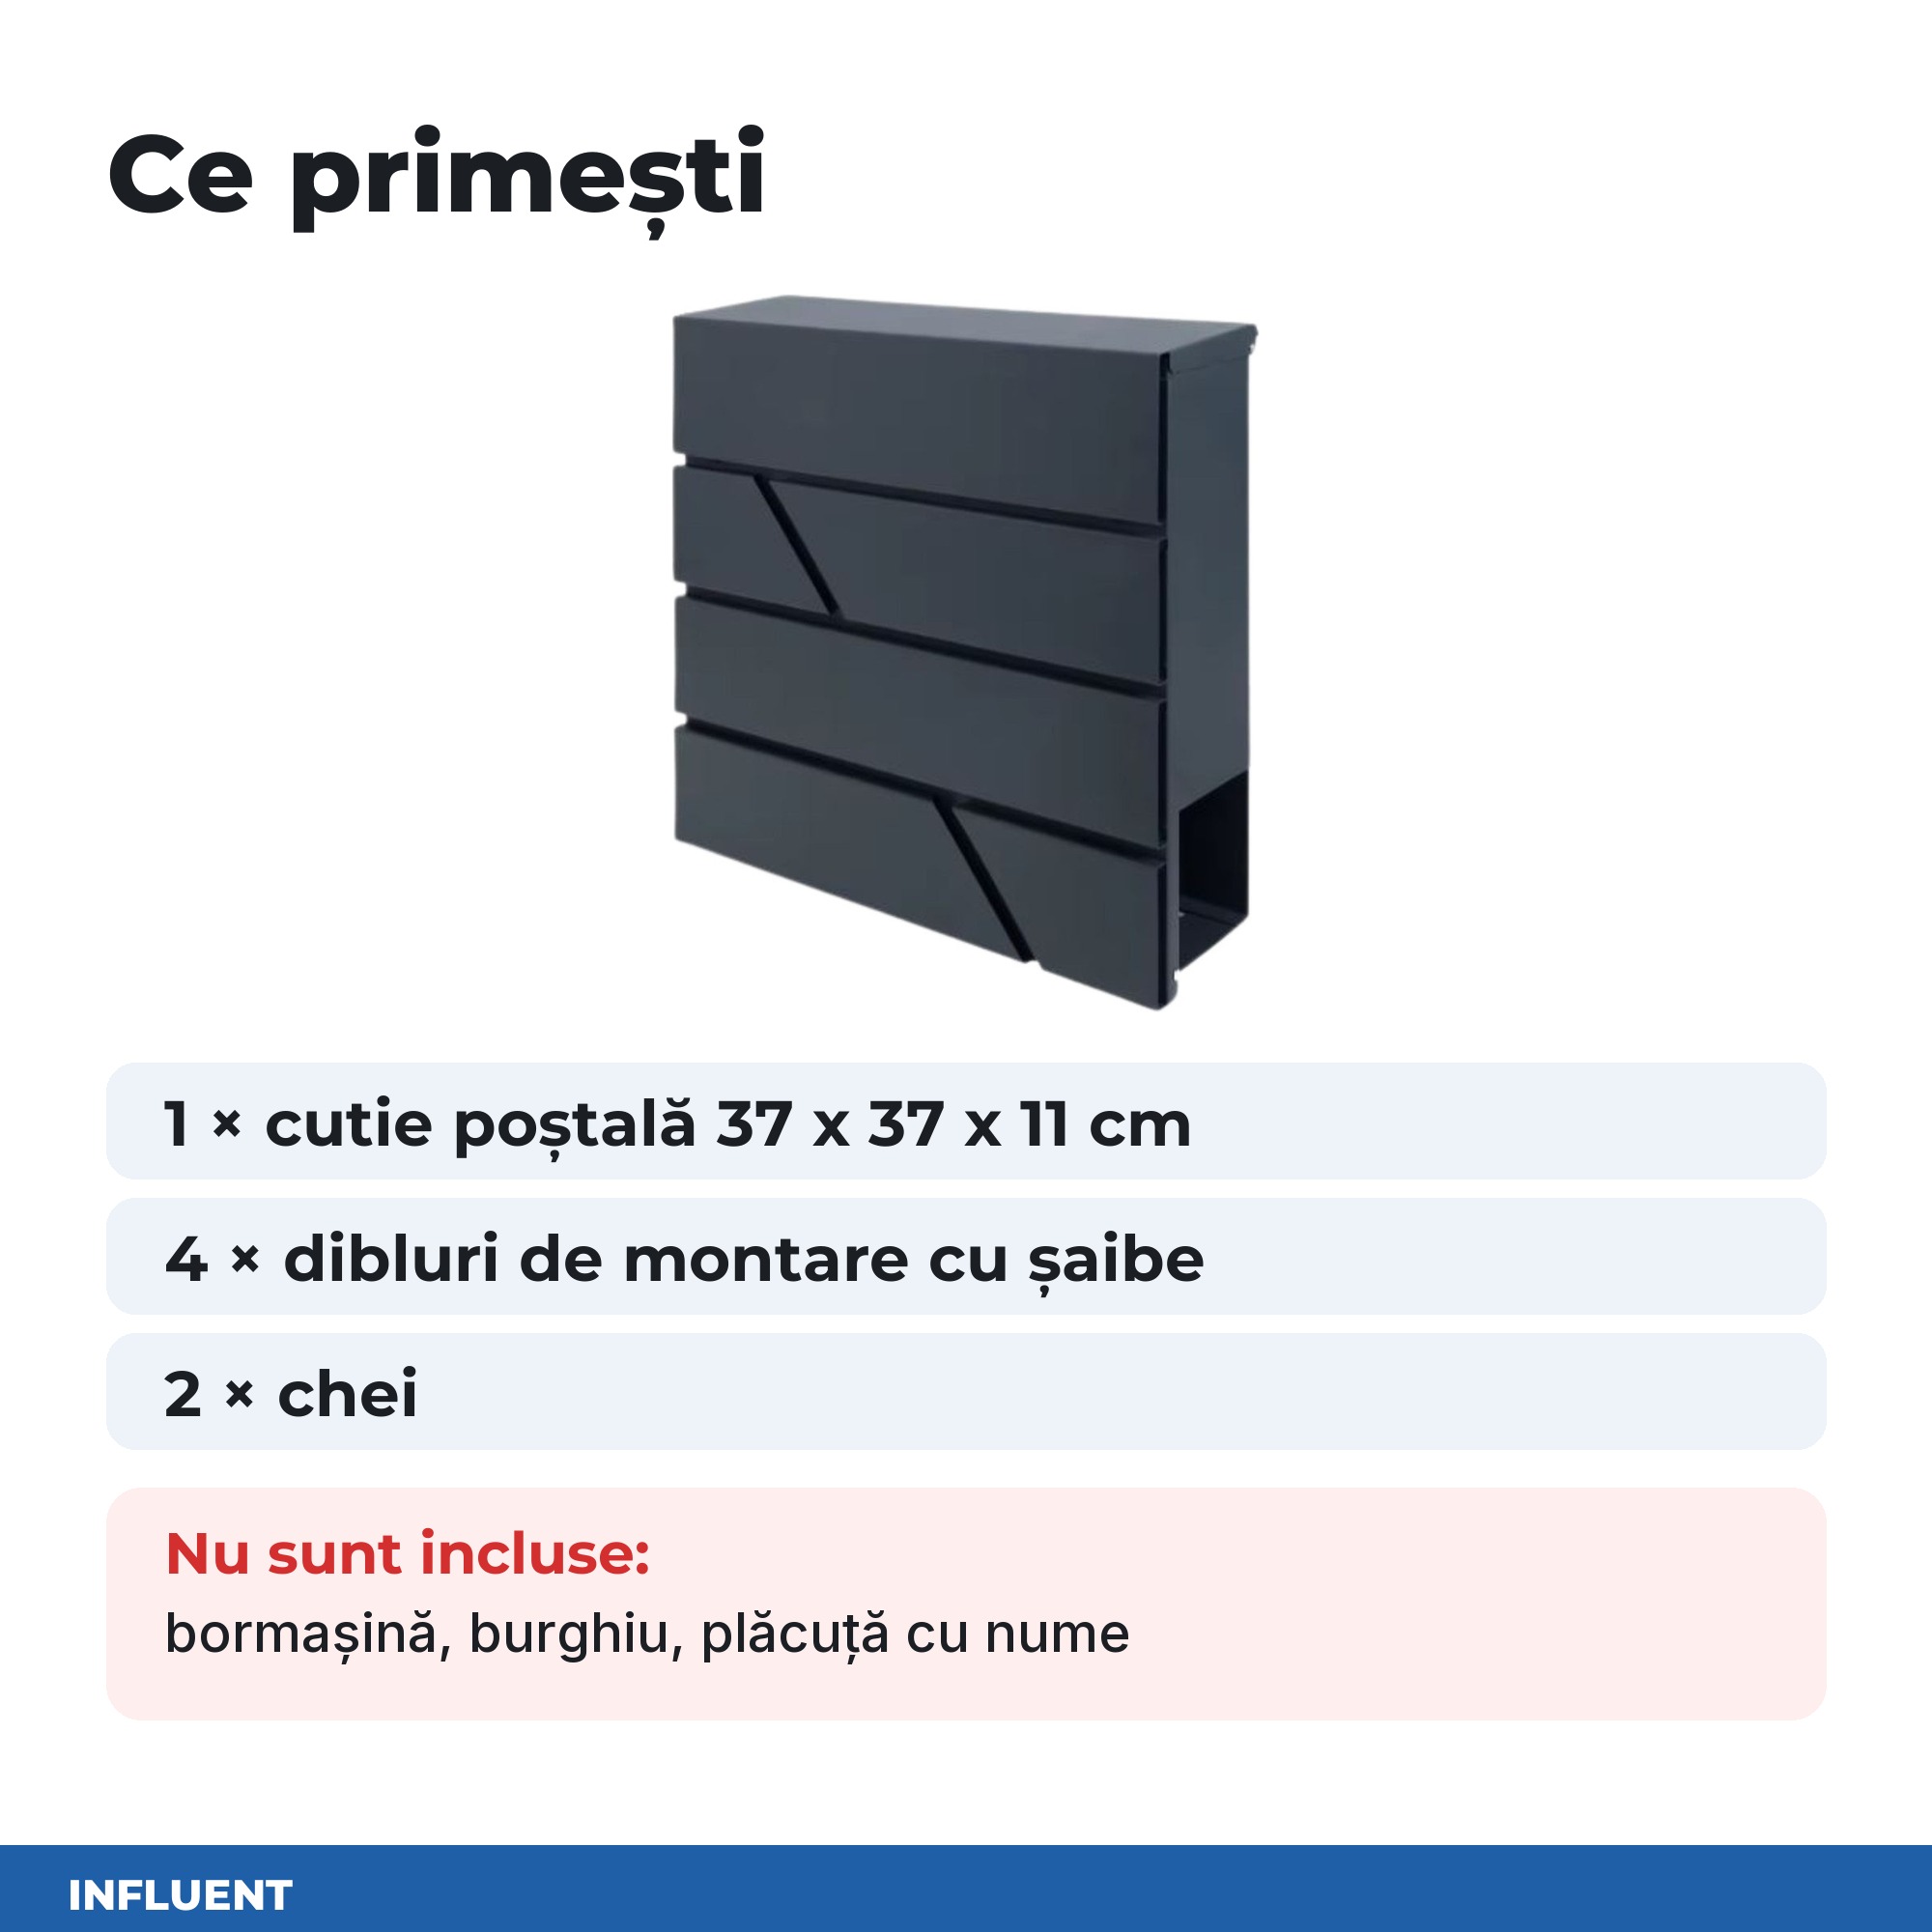 Ce primești
1 × cutie poștală 37 x 37 x 11 cm
4 × dibluri de montare cu șaibe
2 × chei
Nu sunt incluse:
bormașină, burghiu, plăcuță cu nume
INFLUENT